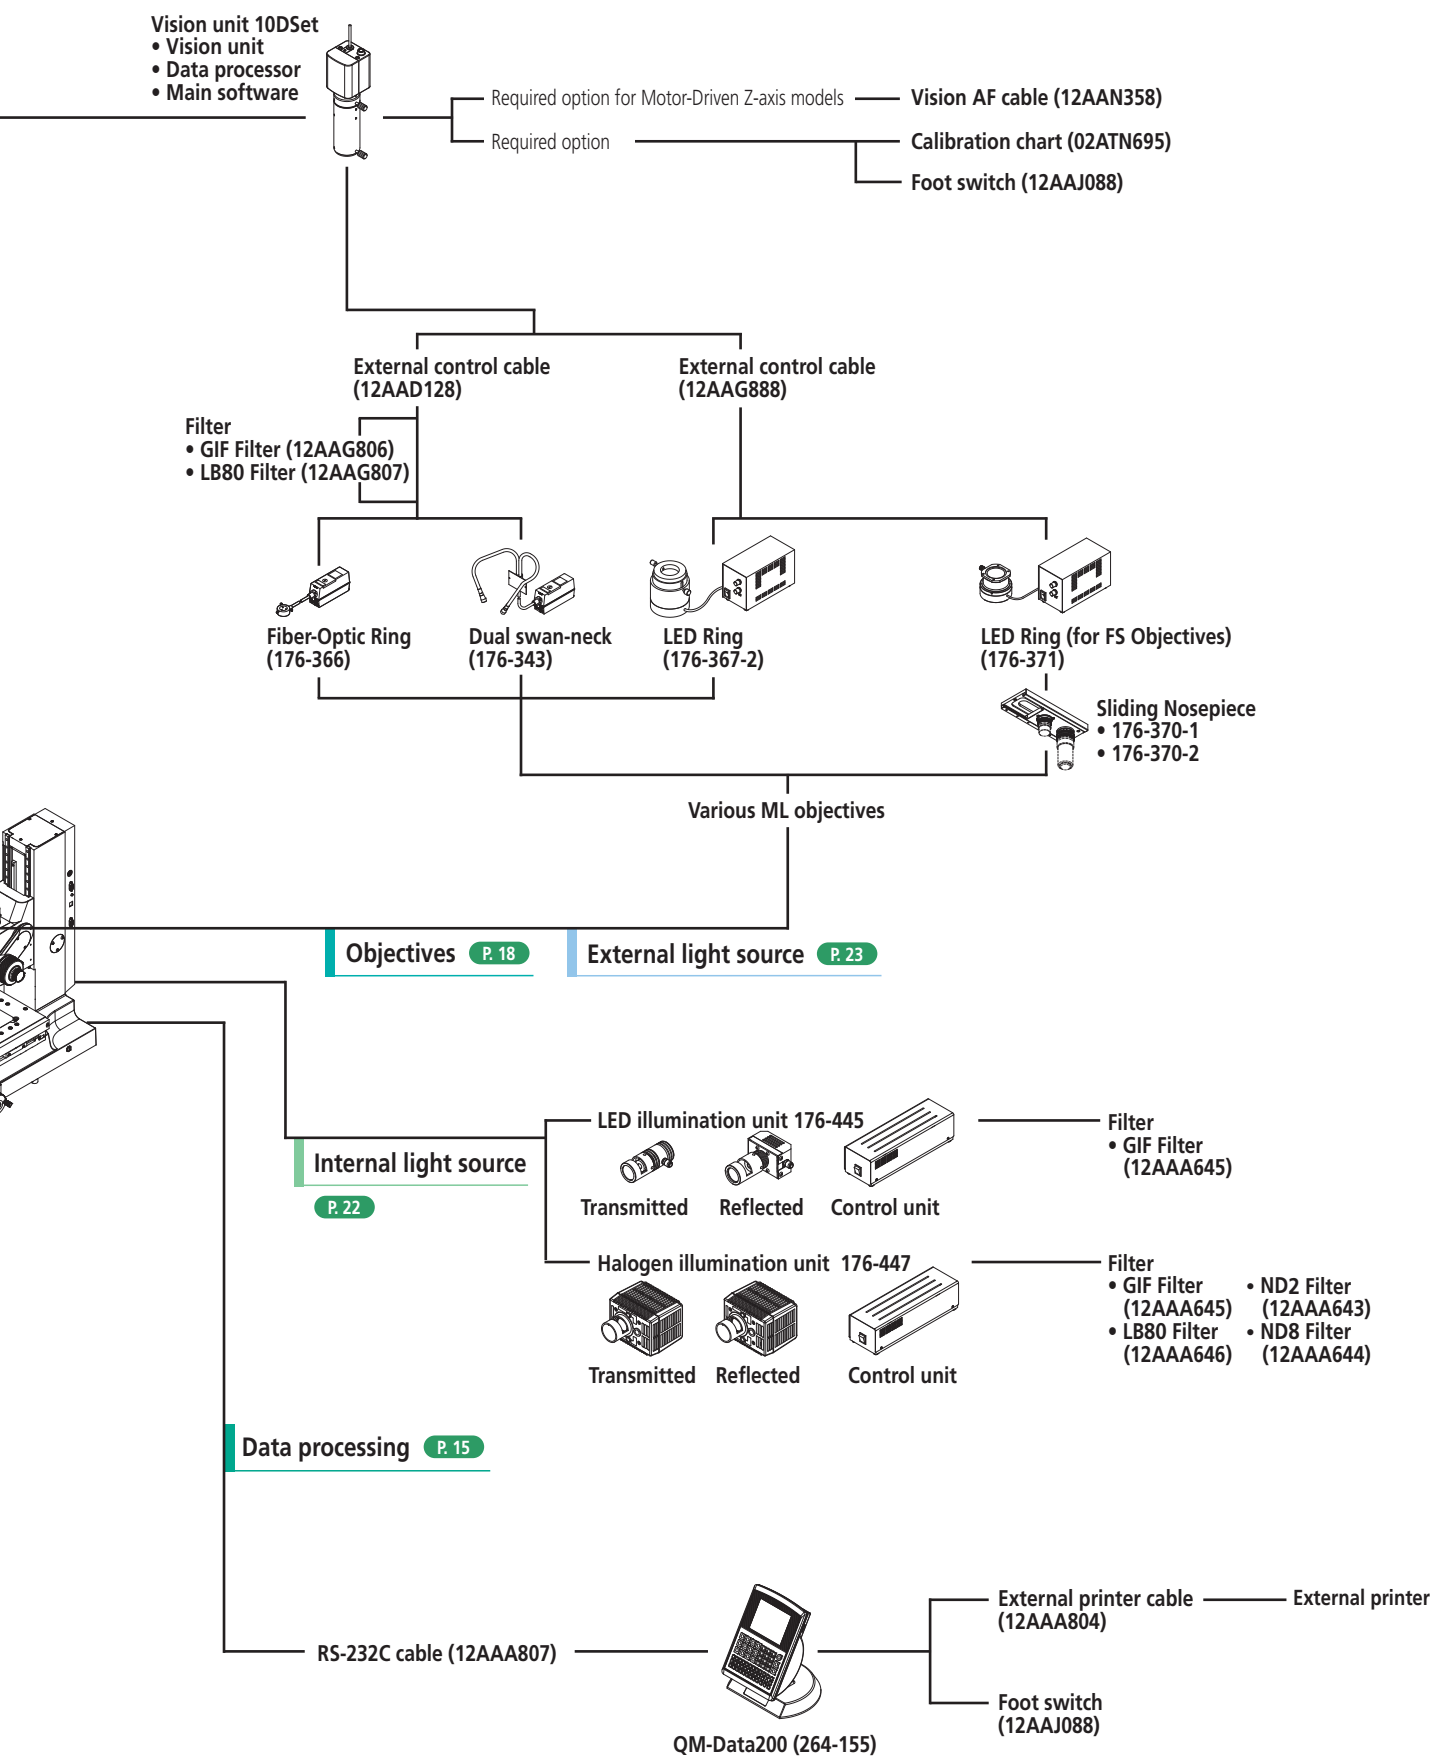 Vision unit 10DSet
• Vision unit
• Data processor
• Main software
Required option for Motor-Driven Z-axis models
Vision AF cable (12AAN358)
Required option
Calibration chart (02ATN695)
Foot switch (12AAJ088)
External control cable
(12AAD128)
External control cable
(12AAG888)
Filter
• GIF Filter (12AAG806)
• LB80 Filter (12AAG807)
Fiber-Optic Ring
(176-366)
Dual swan-neck
(176-343)
LED Ring
(176-367-2)
LED Ring (for FS Objectives)
(176-371)
Sliding Nosepiece
• 176-370-1
• 176-370-2
Various ML objectives
Objectives P. 18
External light source P. 23
LED illumination unit 176-445
Transmitted
Reflected
Control unit
Filter
• GIF Filter
(12AAA645)
Internal light source
P. 22
Halogen illumination unit 176-447
Transmitted
Reflected
Control unit
Filter
• GIF Filter
(12AAA645)
• LB80 Filter
(12AAA646)
• ND2 Filter
(12AAA643)
• ND8 Filter
(12AAA644)
Data processing P. 15
RS-232C cable (12AAA807)
QM-Data200 (264-155)
External printer cable
(12AAA804)
External printer
Foot switch
(12AAJ088)